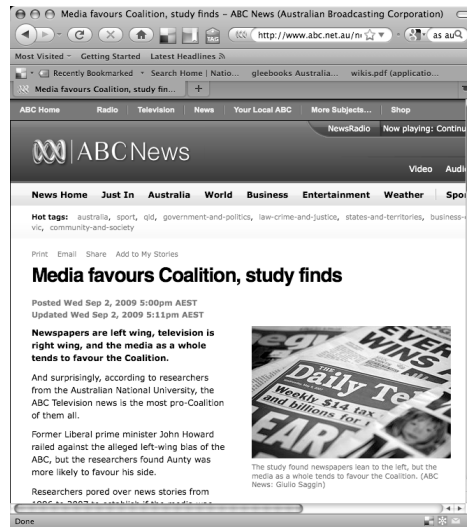 Media favours Coalition, study finds – ABC News (Australian Broadcasting Corporation)
http://www.abc.net.au/n
as au
Most Visited Getting Started Latest Headlines
Recently Bookmarked Search Home | Natio... gleebooks Australia... wikis.pdf (applicatio...
Media favours Coalition, study fin... +
ABC Home Radio Television News Your Local ABC More Subjects... Shop
NewsRadio Now playing: Continu
ABC News
Video Audi
News Home Just In Australia World Business Entertainment Weather Spo
Hot tags: australia, sport, qld, government-and-politics, law-crime-and-justice, states-and-territories, business-
vic, community-and-society
Print Email Share Add to My Stories
Media favours Coalition, study finds
Posted Wed Sep 2, 2009 5:00pm AEST
Updated Wed Sep 2, 2009 5:11pm AEST
Newspapers are left wing, television is
right wing, and the media as a whole
tends to favour the Coalition.
And surprisingly, according to researchers
from the Australian National University, the
ABC Television news is the most pro-Coalition
of them all.
Former Liberal prime minister John Howard
railed against the alleged left-wing bias of the
ABC, but the researchers found Aunty was
more likely to favour his side.
Researchers pored over news stories from
EVER
WINS
THE
Daily Te
Weekly $14 tax
and billions for
EAR
The study found newspapers lean to the left, but the
media as a whole tends to favour the Coalition. (ABC
News: Giulio Saggin)
Done